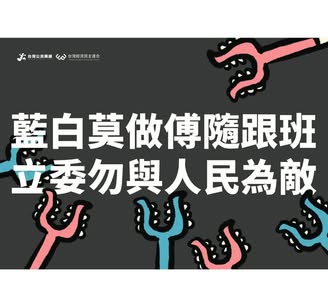 台灣公民陣線 台灣經濟民主連合
藍白莫做傅隨跟班
立委勿與人民為敵